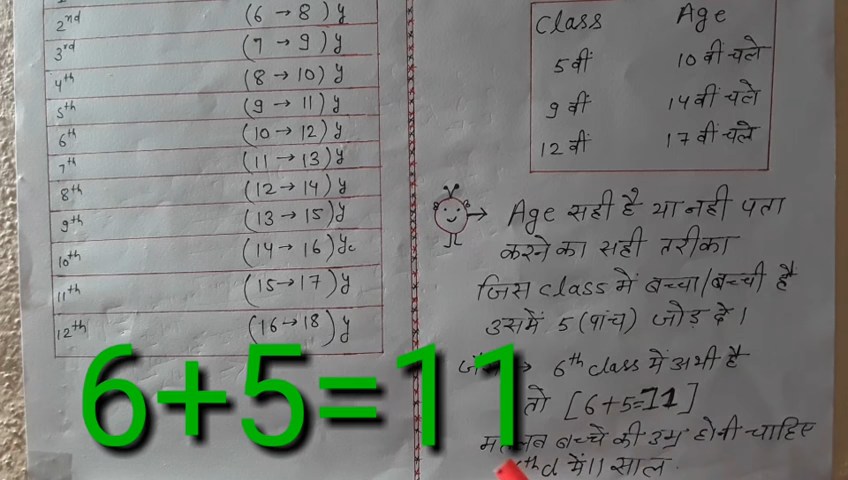 2nd (6 → 8) y
3rd (7 → 9) y
4th (8 → 10) y
5th (9 → 11) y
6th (10 → 12) y
7th (11 → 13) y
8th (12 → 14) y
9th (13 → 15) y
10th (14 → 16) y
11th (15 → 17) y
12th (16 → 18) y
Class Age
5वीं 10वीं चले
9वीं 14वीं चले
12वीं 17वीं चले
Age सही है या नही पता
करने का सही तरीका
जिस class में बच्चा/बच्ची है
उसमें 5 (पांच) जोड़ दे।
→ 6th class में अभी है
तो [6+5=11]
बच्चे की उम्र होनी चाहिए
में 11 साल.
6+5=11